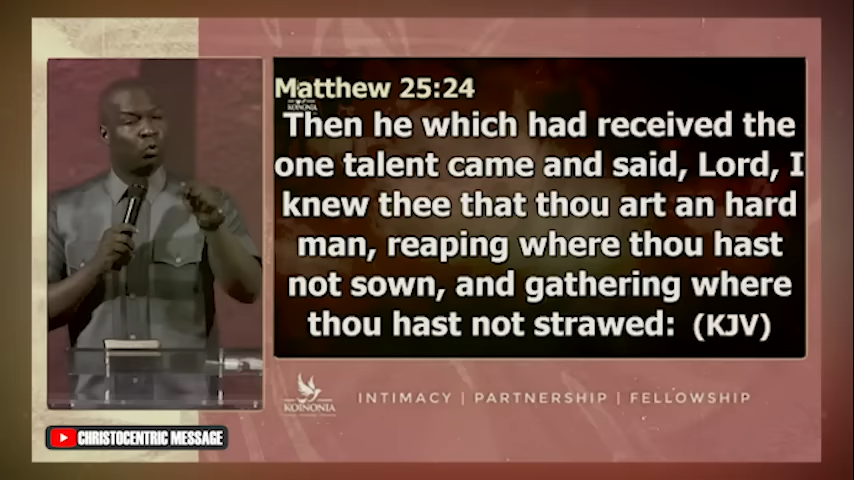 Matthew 25:24
KOINONIA
Then he which had received the
one talent came and said, Lord, I
knew thee that thou art an hard
man, reaping where thou hast
not sown, and gathering where
thou hast not strawed: (KJV)
KOINONIA
INTIMACY | PARTNERSHIP | FELLOWSHIP
CHRISTOCENTRIC MESSAGE